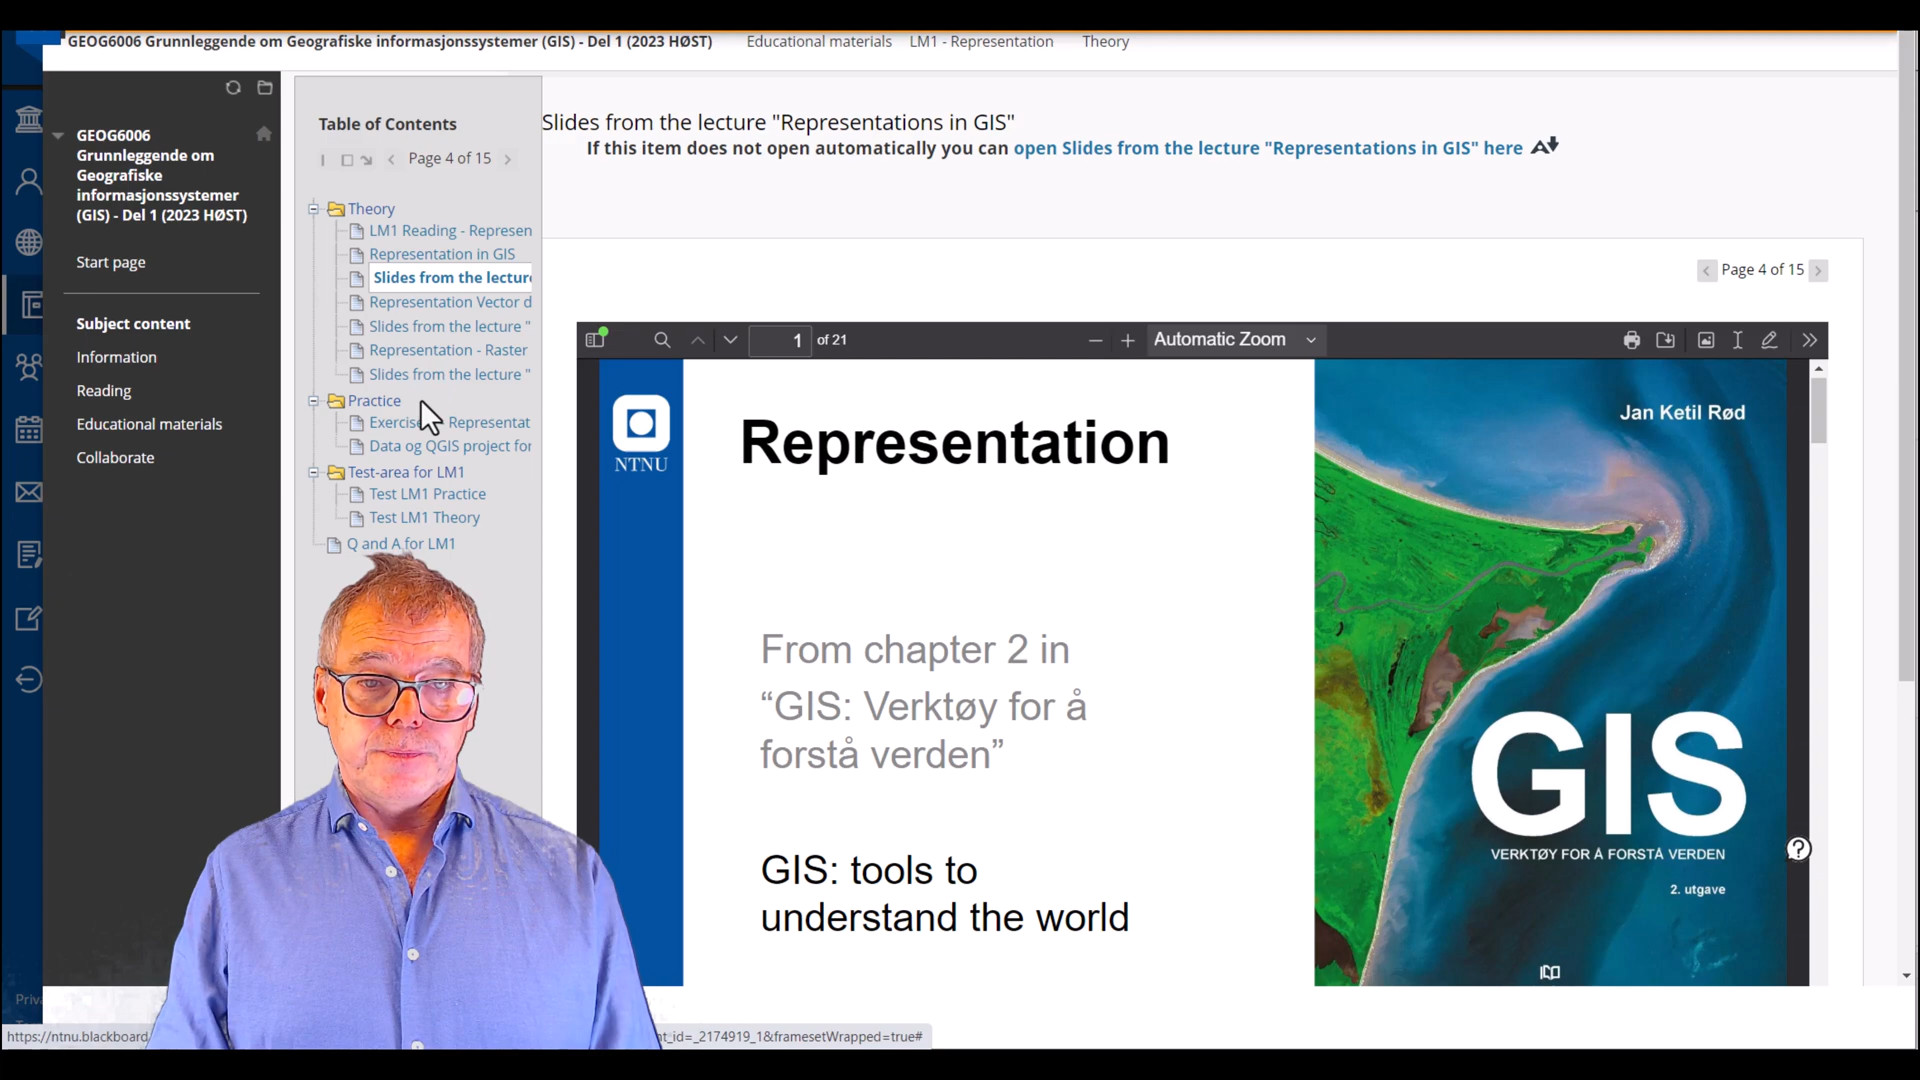 GEOG6006 Grunnleggende om Geografiske informasjonssystemer (GIS) - Del 1 (2023 HØST) Educational materials LM1 - Representation Theory
GEOG6006
Grunnleggende om
Geografiske
informasjonssystemer
(GIS) - Del 1 (2023 HØST)
Start page
Subject content
Information
Reading
Educational materials
Collaborate
Table of Contents
Page 4 of 15
Theory
LM1 Reading - Represen
Representation in GIS
Slides from the lecture
Representation Vector d
Slides from the lecture "
Representation - Raster
Slides from the lecture "
Practice
Exercise Representat
Data og QGIS project for
Test-area for LM1
Test LM1 Practice
Test LM1 Theory
Q and A for LM1
Slides from the lecture "Representations in GIS"
If this item does not open automatically you can open Slides from the lecture "Representations in GIS" here
Page 4 of 15
1 of 21
Automatic Zoom
NTNU
Representation
From chapter 2 in
“GIS: Verktøy for å
forstå verden”
GIS: tools to
understand the world
Jan Ketil Rød
GIS
VERKTØY FOR Å FORSTÅ VERDEN
2. utgave
Priv
https://ntnu.blackboard nt_id=_2174919_1&framesetWrapped=true#